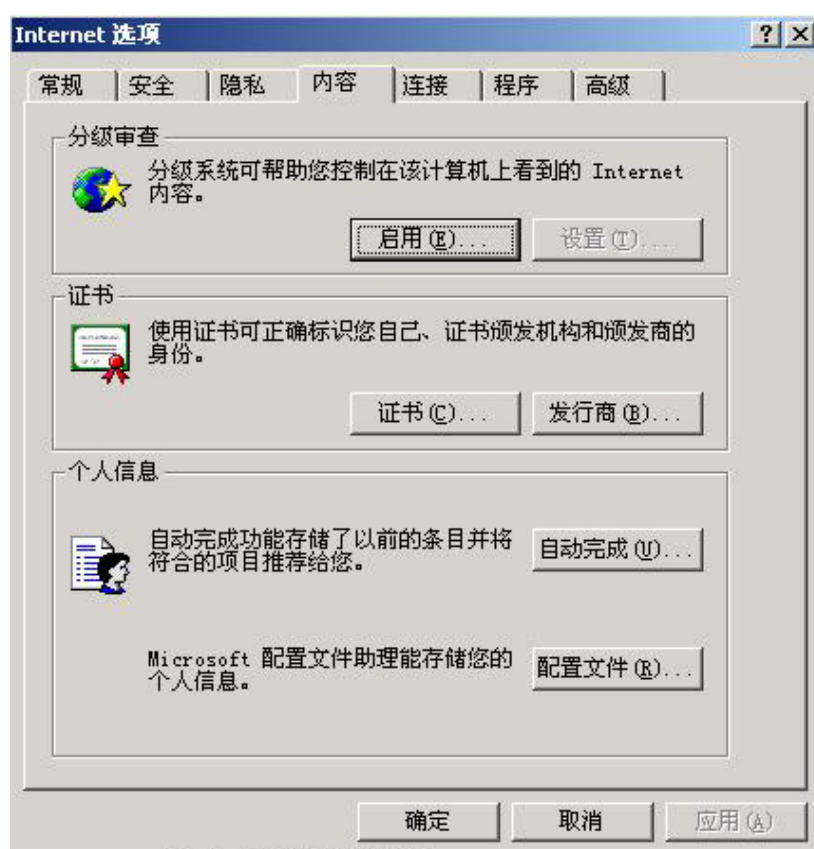 Internet 选项
常规 安全 隐私 内容 连接 程序 高级
分级审查
分级系统可帮助您控制在该计算机上看到的 Internet
内容。
启用(E)... 设置(T)...
证书
使用证书可正确标识您自己、证书颁发机构和颁发商的
身份。
证书(C)... 发行商(B)...
个人信息
自动完成功能存储了以前的条目并将
符合的项目推荐给您。
自动完成(U)...
Microsoft 配置文件助理能存储您的
个人信息。
配置文件(R)...
确定 取消 应用(A)